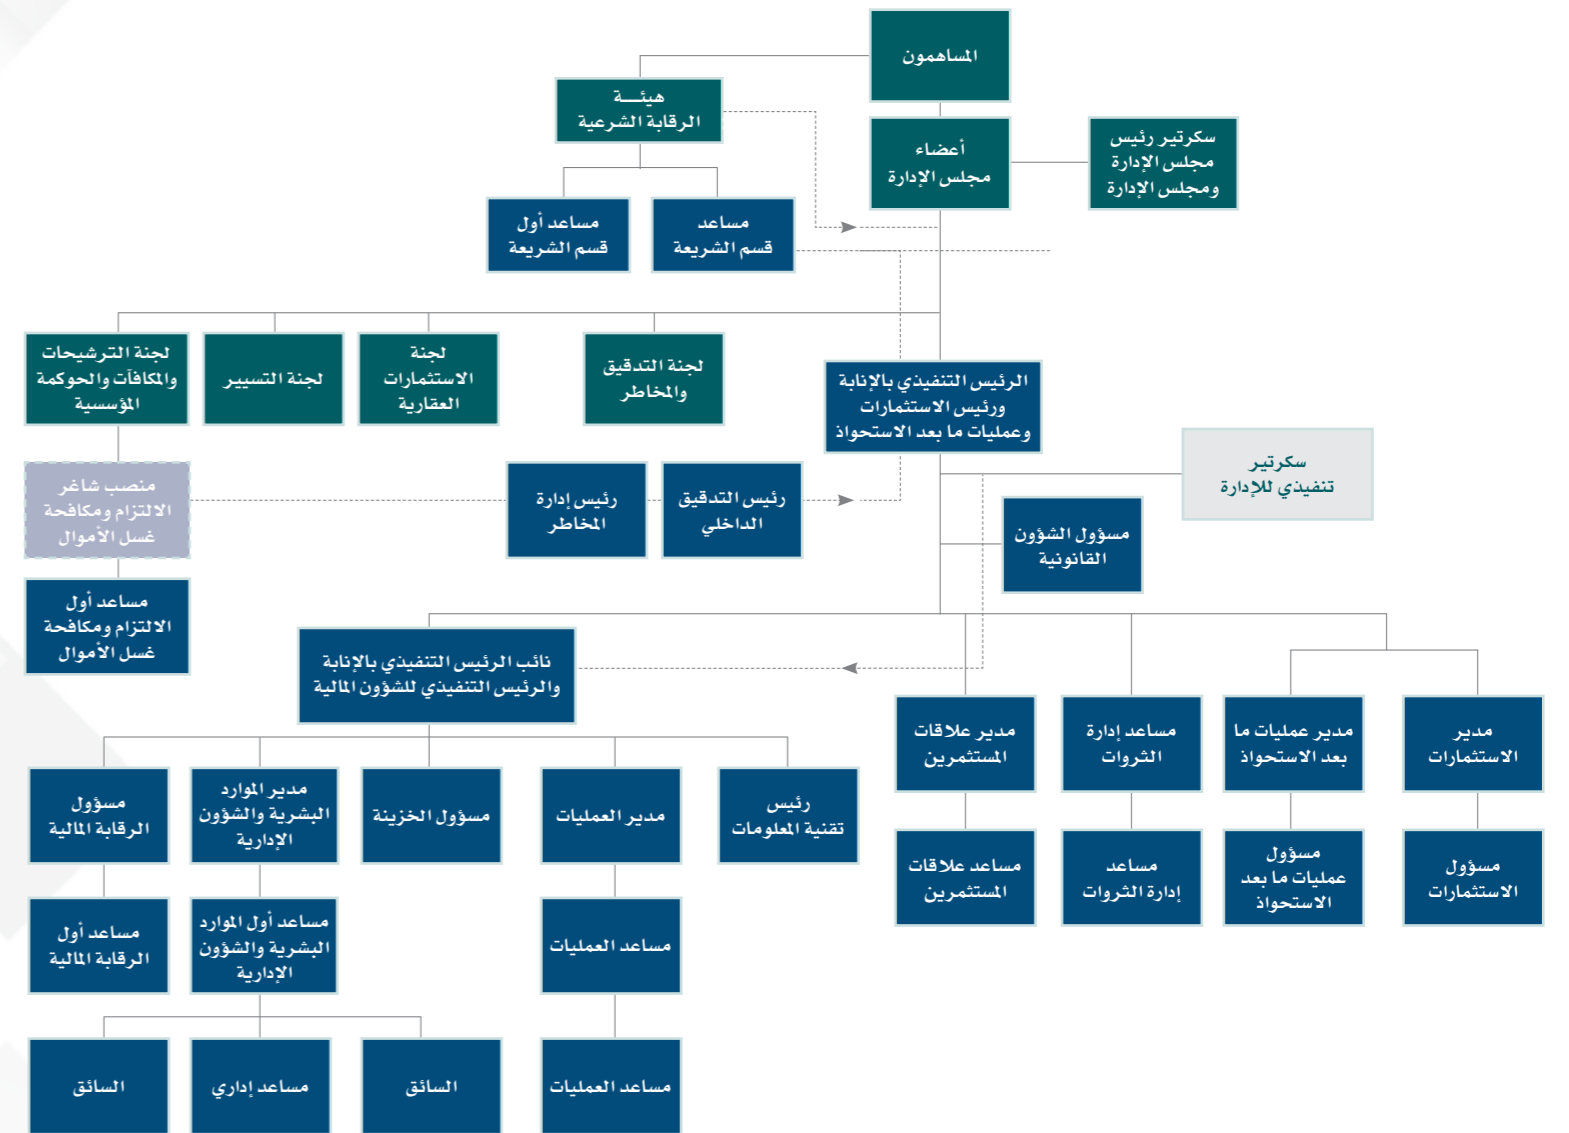 المساهمون
هيئـــة
الرقابة الشرعية
أعضاء
مجلس الإدارة
سكرتير رئيس
مجلس الإدارة
ومجلس الإدارة
مساعد
قسم الشريعة
مساعد أول
قسم الشريعة
الرئيس التنفيذي بالإنابة
ورئيس الاستثمارات
وعمليات ما بعد الاستحواذ
لجنة التدقيق
والمخاطر
لجنة
الاستثمارات
العقارية
لجنة التسيير
لجنة الترشيحات
والمكافآت والحوكمة
المؤسسية
سكرتير
تنفيذي للإدارة
مسؤول الشؤون
القانونية
رئيس التدقيق
الداخلي
رئيس إدارة
المخاطر
منصب شاغر
الالتزام ومكافحة
غسل الأموال
مساعد أول
الالتزام ومكافحة
غسل الأموال
نائب الرئيس التنفيذي بالإنابة
والرئيس التنفيذي للشؤون المالية
مدير
الاستثمارات
مدير عمليات ما
بعد الاستحواذ
مساعد إدارة
الثروات
مدير علاقات
المستثمرين
مسؤول
الاستثمارات
مسؤول
عمليات ما بعد
الاستحواذ
مساعد
إدارة الثروات
مساعد علاقات
المستثمرين
رئيس
تقنية المعلومات
مدير العمليات
مسؤول الخزينة
مدير الموارد
البشرية والشؤون
الإدارية
مسؤول
الرقابة المالية
مساعد العمليات
مساعد أول الموارد
البشرية والشؤون
الإدارية
مساعد أول
الرقابة المالية
مساعد العمليات
السائق
مساعد إداري
السائق